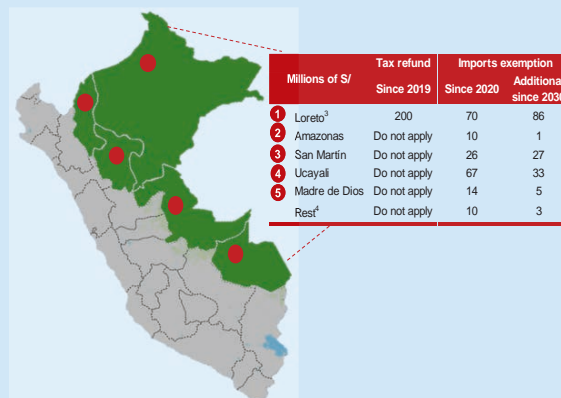 Tax refund Imports exemption
Millions of S/ Since 2019 Since 2020 Additiona since 2030
1 Loreto3 200 70 86
2 Amazonas Do not apply 10 1
3 San Martín Do not apply 26 27
4 Ucayali Do not apply 67 33
5 Madre de Dios Do not apply 14 5
Rest4 Do not apply 10 3